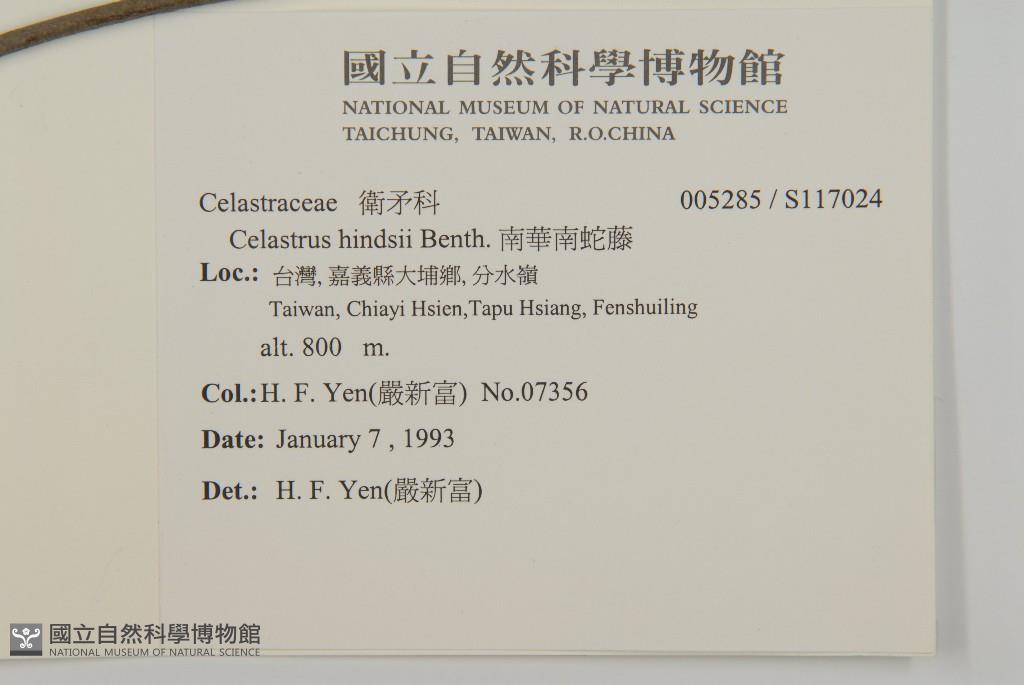 國立自然科學博物館
NATIONAL MUSEUM OF NATURAL SCIENCE
TAICHUNG, TAIWAN, R.O.CHINA
Celastraceae 衛矛科 005285 / S117024
Celastrus hindsii Benth. 南華南蛇藤
Loc.: 台灣, 嘉義縣大埔鄉, 分水嶺
Taiwan, Chiayi Hsien,Tapu Hsiang, Fenshuiling
alt. 800 m.
Col.: H. F. Yen(嚴新富) No.07356
Date: January 7 , 1993
Det.: H. F. Yen(嚴新富)
國立自然科學博物館
NATIONAL MUSEUM OF NATURAL SCIENCE